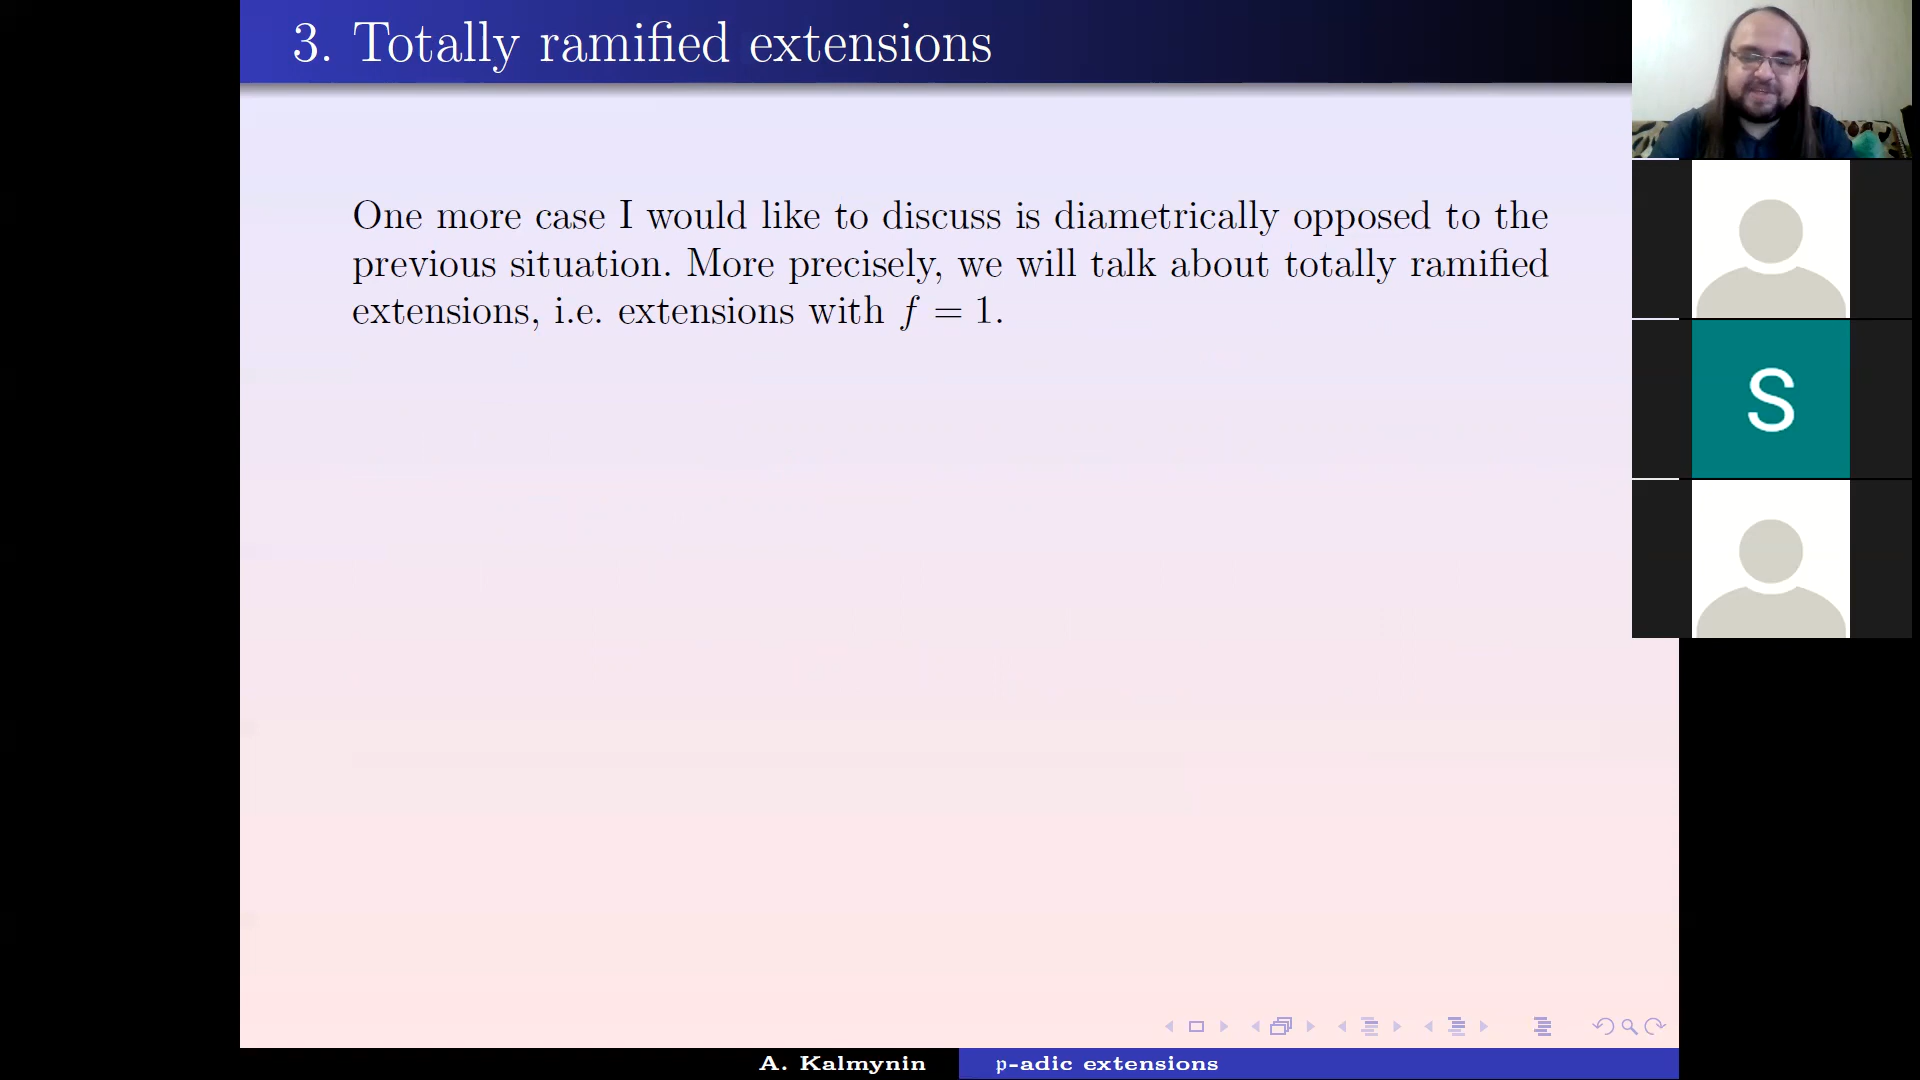 3. Totally ramified extensions
One more case I would like to discuss is diametrically opposed to the
previous situation. More precisely, we will talk about totally ramified
extensions, i.e. extensions with f = 1.
S
A. Kalmynin
p-adic extensions